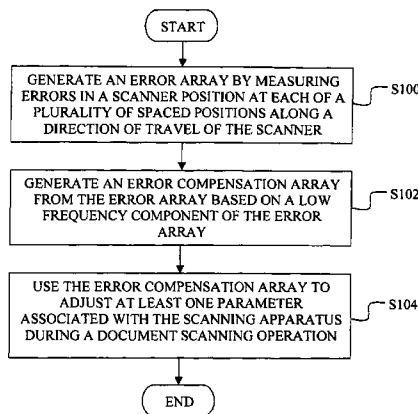 START
GENERATE AN ERROR ARRAY BY MEASURING
ERRORS IN A SCANNER POSITION AT EACH OF A
PLURALITY OF SPACED POSITIONS ALONG A
DIRECTION OF TRAVEL OF THE SCANNER
S100
GENERATE AN ERROR COMPENSATION ARRAY
FROM THE ERROR ARRAY BASED ON A LOW
FREQUENCY COMPONENT OF THE ERROR
ARRAY
S102
USE THE ERROR COMPENSATION ARRAY TO
ADJUST AT LEAST ONE PARAMETER
ASSOCIATED WITH THE SCANNING APPARATUS
DURING A DOCUMENT SCANNING OPERATION
S104
END